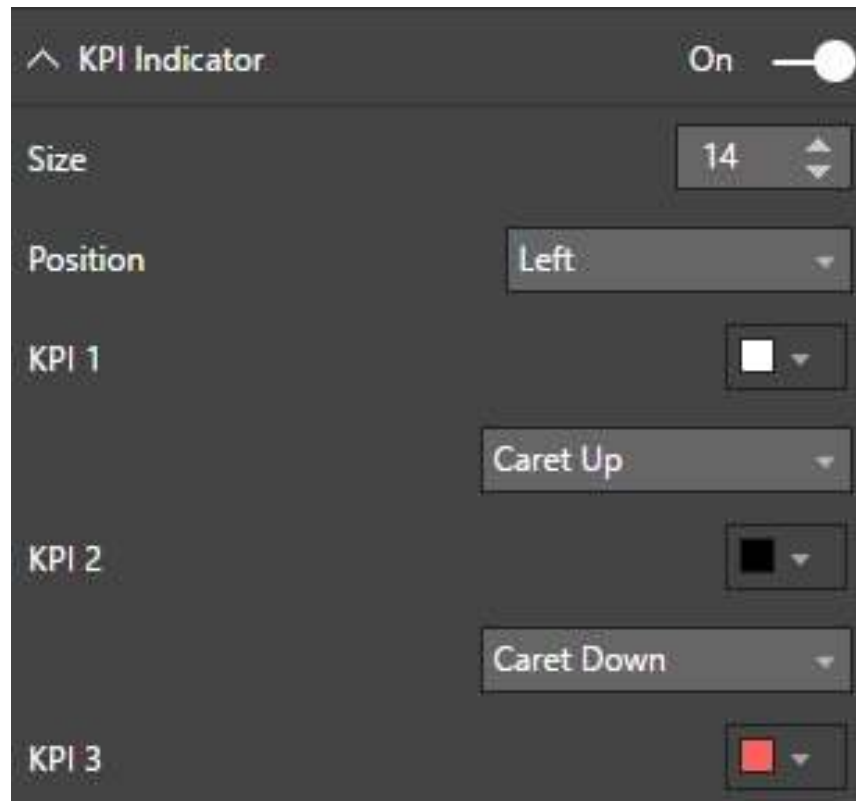 KPI Indicator On
Size 14
Position Left
KPI 1
Caret Up
KPI 2
Caret Down
KPI 3